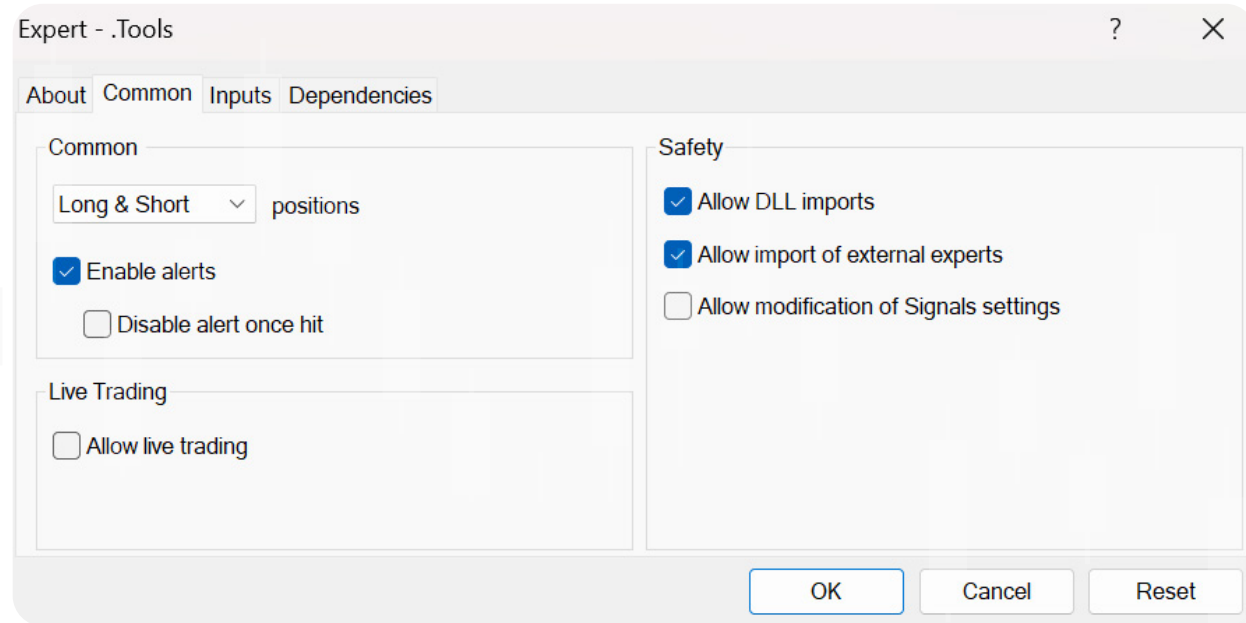 Expert - .Tools
?
About Common Inputs Dependencies
Common
Long & Short positions
Enable alerts
Disable alert once hit
Live Trading
Allow live trading
Safety
Allow DLL imports
Allow import of external experts
Allow modification of Signals settings
OK Cancel Reset